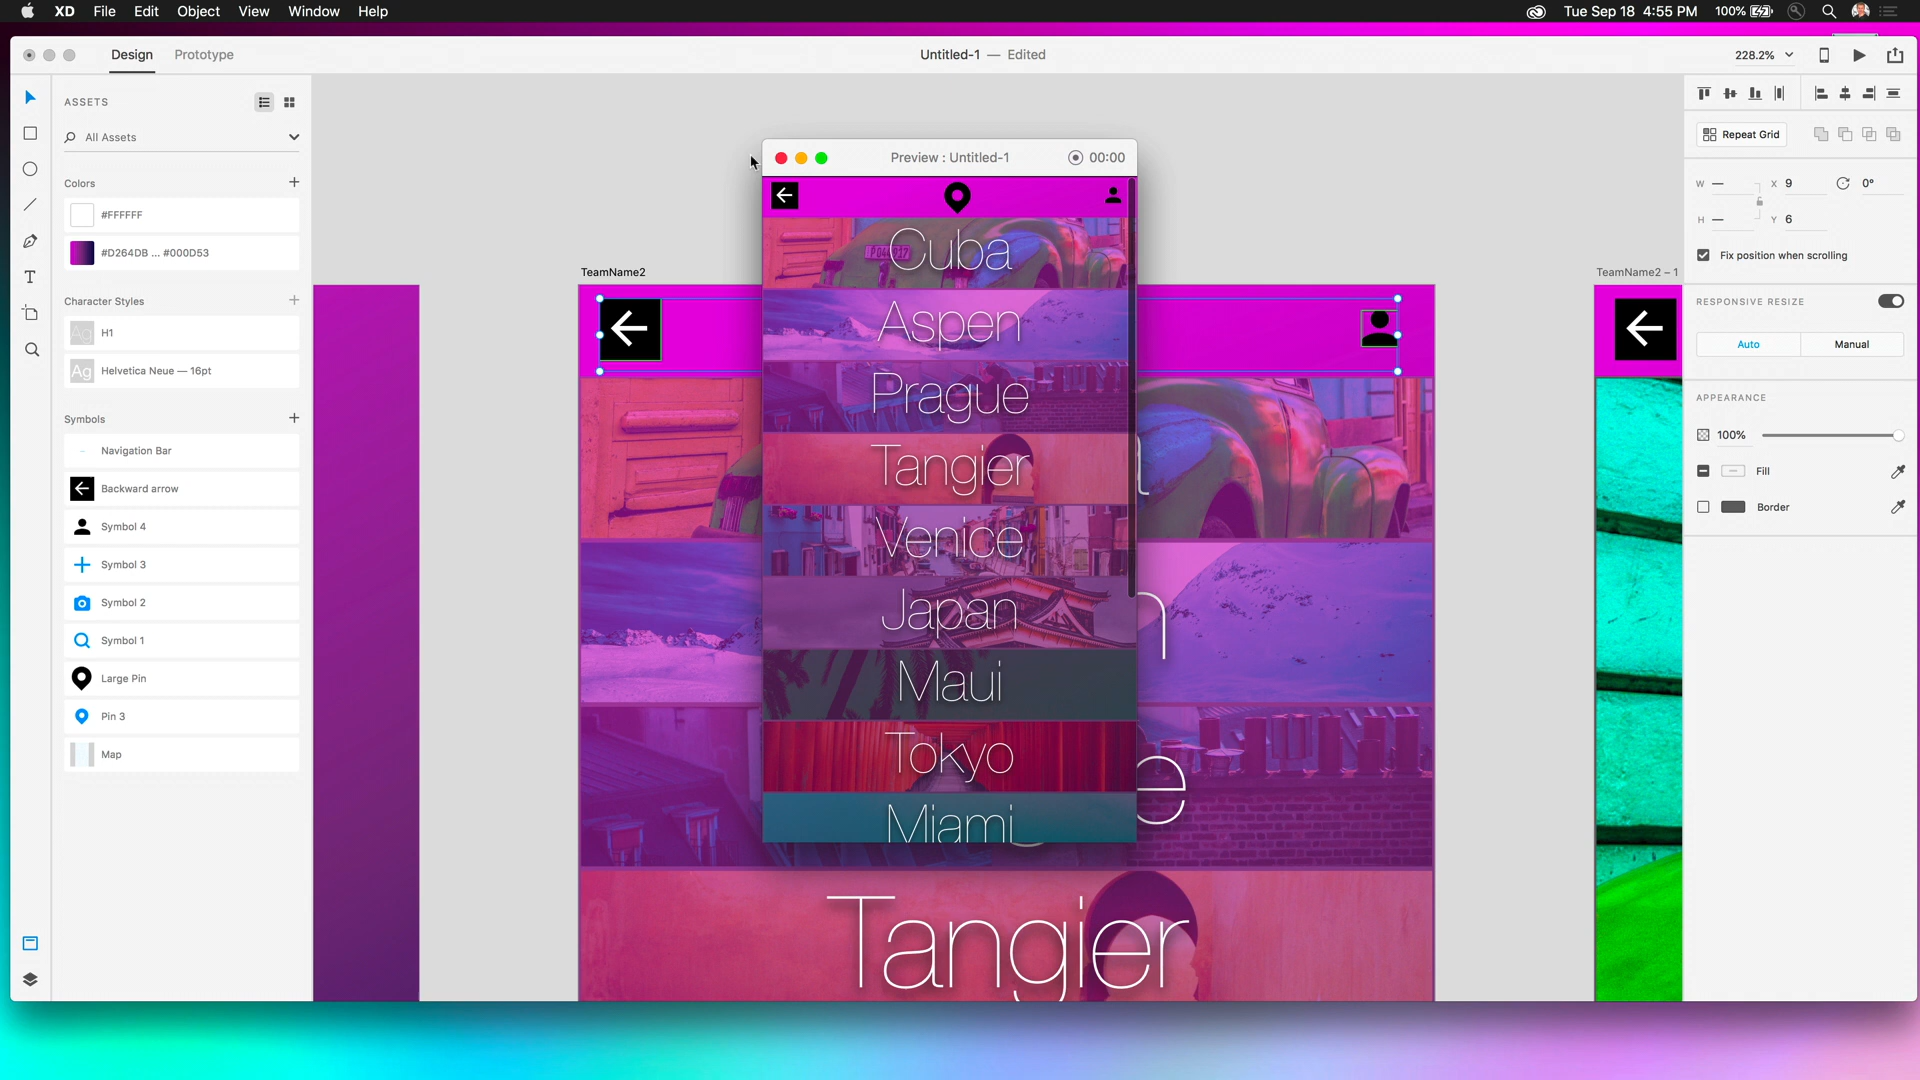 XD File Edit Object View Window Help
Tue Sep 18 4:55 PM 100%
Design Prototype
Untitled-1 — Edited
228.2%
ASSETS
All Assets
Colors
#FFFFFF
#D264DB ... #000D53
Character Styles
Ag H1
Ag Helvetica Neue — 16pt
Symbols
Navigation Bar
Backward arrow
Symbol 4
Symbol 3
Symbol 2
Symbol 1
Large Pin
Pin 3
Map
TeamName2
Preview : Untitled-1 00:00
Cuba
Aspen
Prague
Tangier
Venice
Japan
Maui
Tokyo
Miami
n
e
Tangier
TeamName2 – 1
Repeat Grid
W — X 9 0°
H — Y 6
Fix position when scrolling
RESPONSIVE RESIZE
Auto Manual
APPEARANCE
100%
Fill
Border